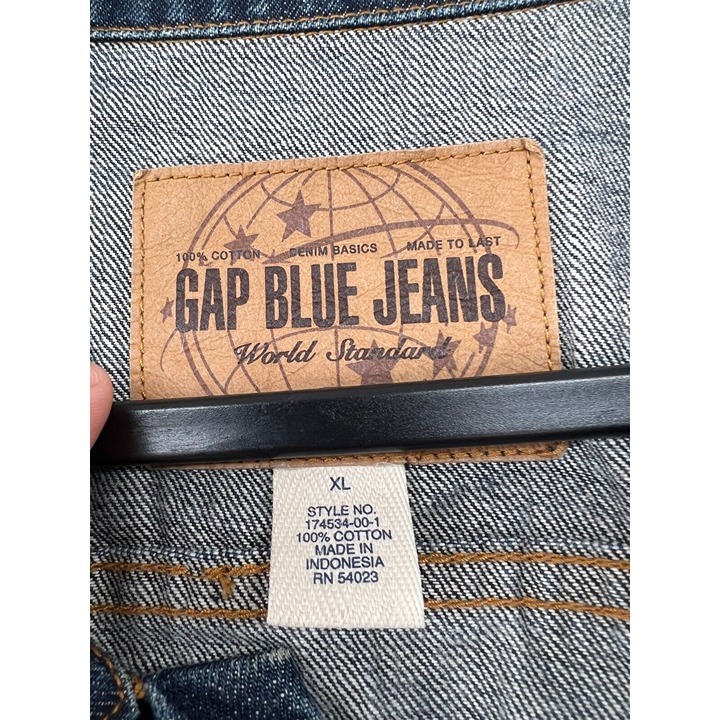 100% COTTON / DENIM BASICS MADE TO LAST
GAP BLUE JEANS
World Standard
XL
STYLE NO.
174534-00-1
100% COTTON
MADE IN
INDONESIA
RN 54023